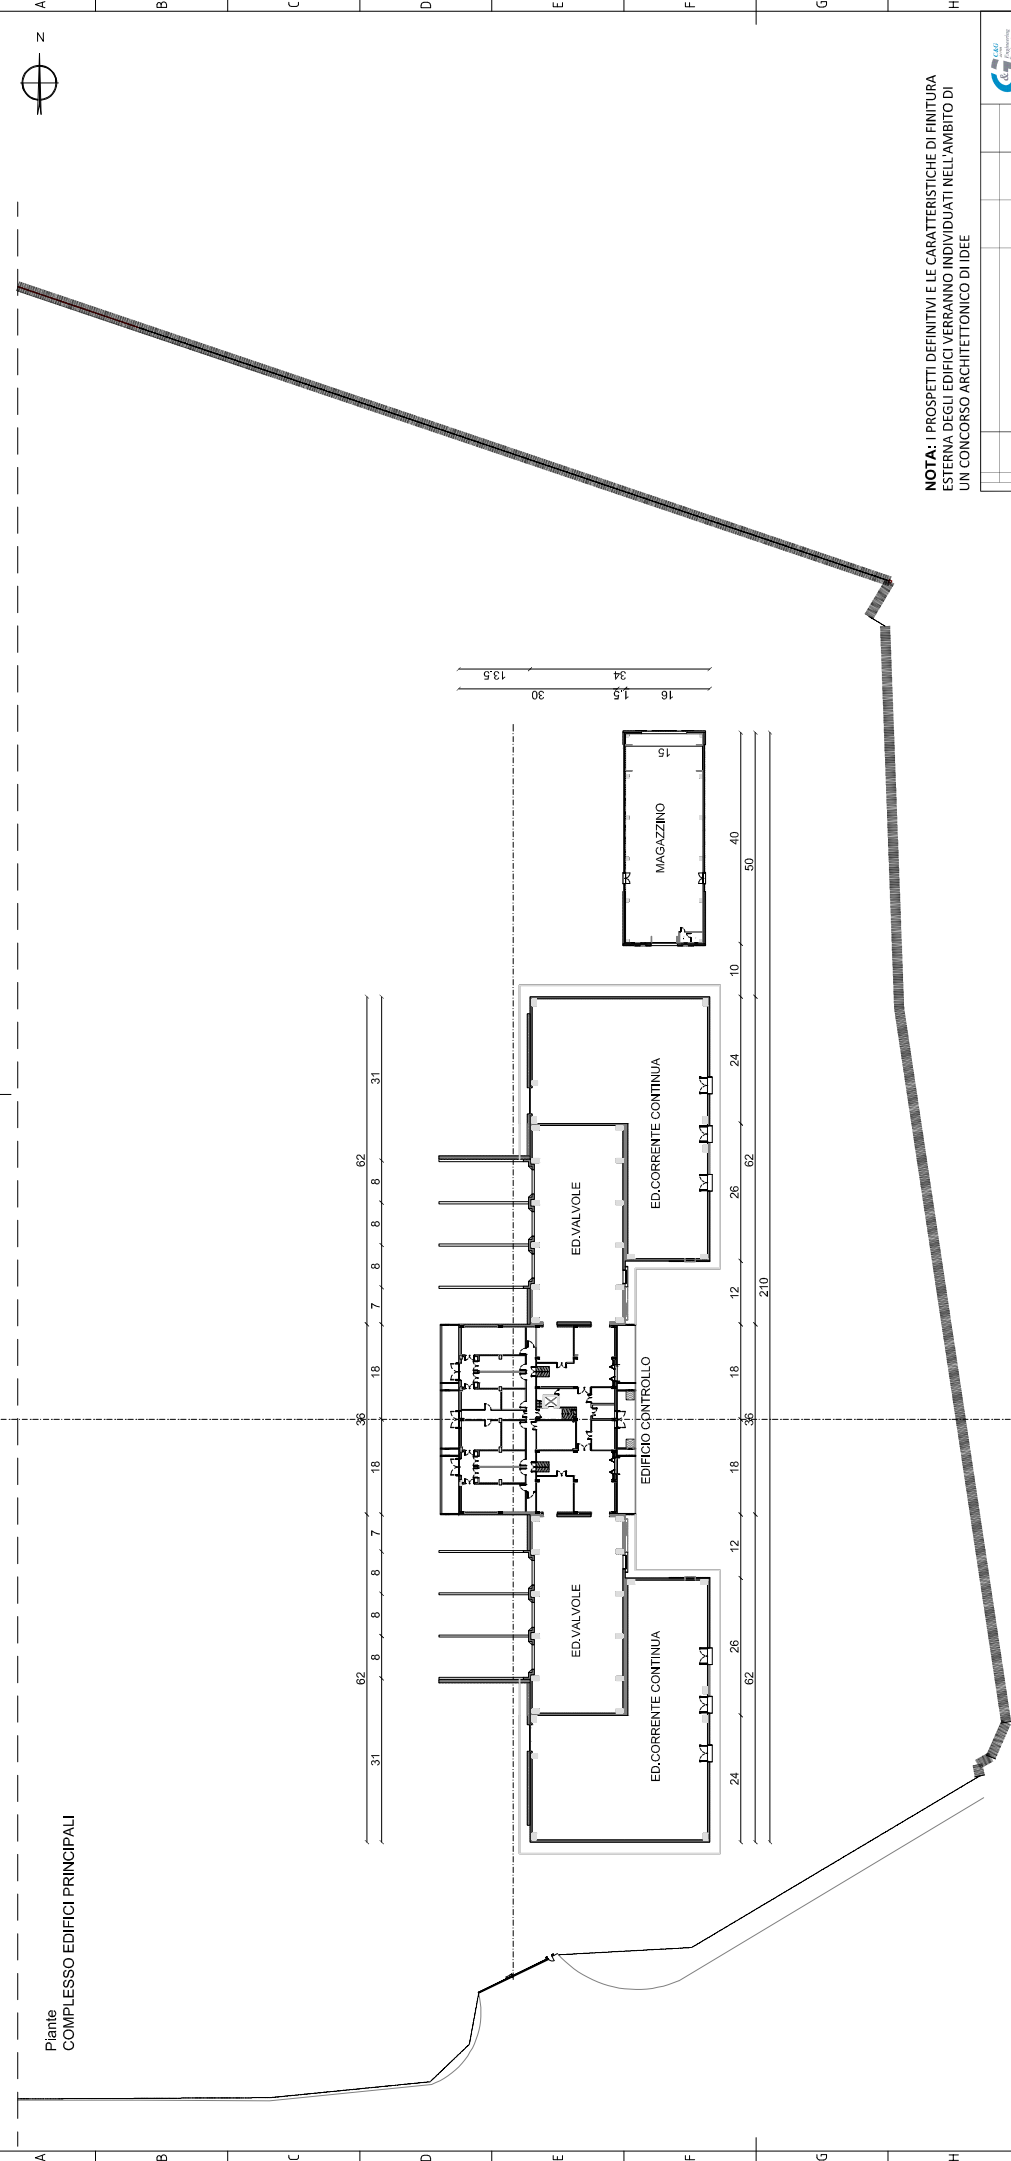 A
B
C
D
E
F
G
H
N
C&G
&
Engineering
NOTA: I PROSPETTI DEFINITIVI E LE CARATTERISTICHE DI FINITURA
ESTERNA DEGLI EDIFICI VERRANNO INDIVIDUATI NELL'AMBITO DI
UN CONCORSO ARCHITETTONICO DI IDEE
Piante
COMPLESSO EDIFICI PRINCIPALI
62
36
62
31
8
8
8
7
18
18
7
8
8
8
31
ED.CORRENTE CONTINUA
ED.VALVOLE
EDIFICIO CONTROLLO
ED.VALVOLE
ED.CORRENTE CONTINUA
MAGAZZINO
15
13.5
34
30
1.5
16
24
26
12
18
18
12
26
24
10
40
62
36
62
50
210
A
B
C
D
E
F
G
H